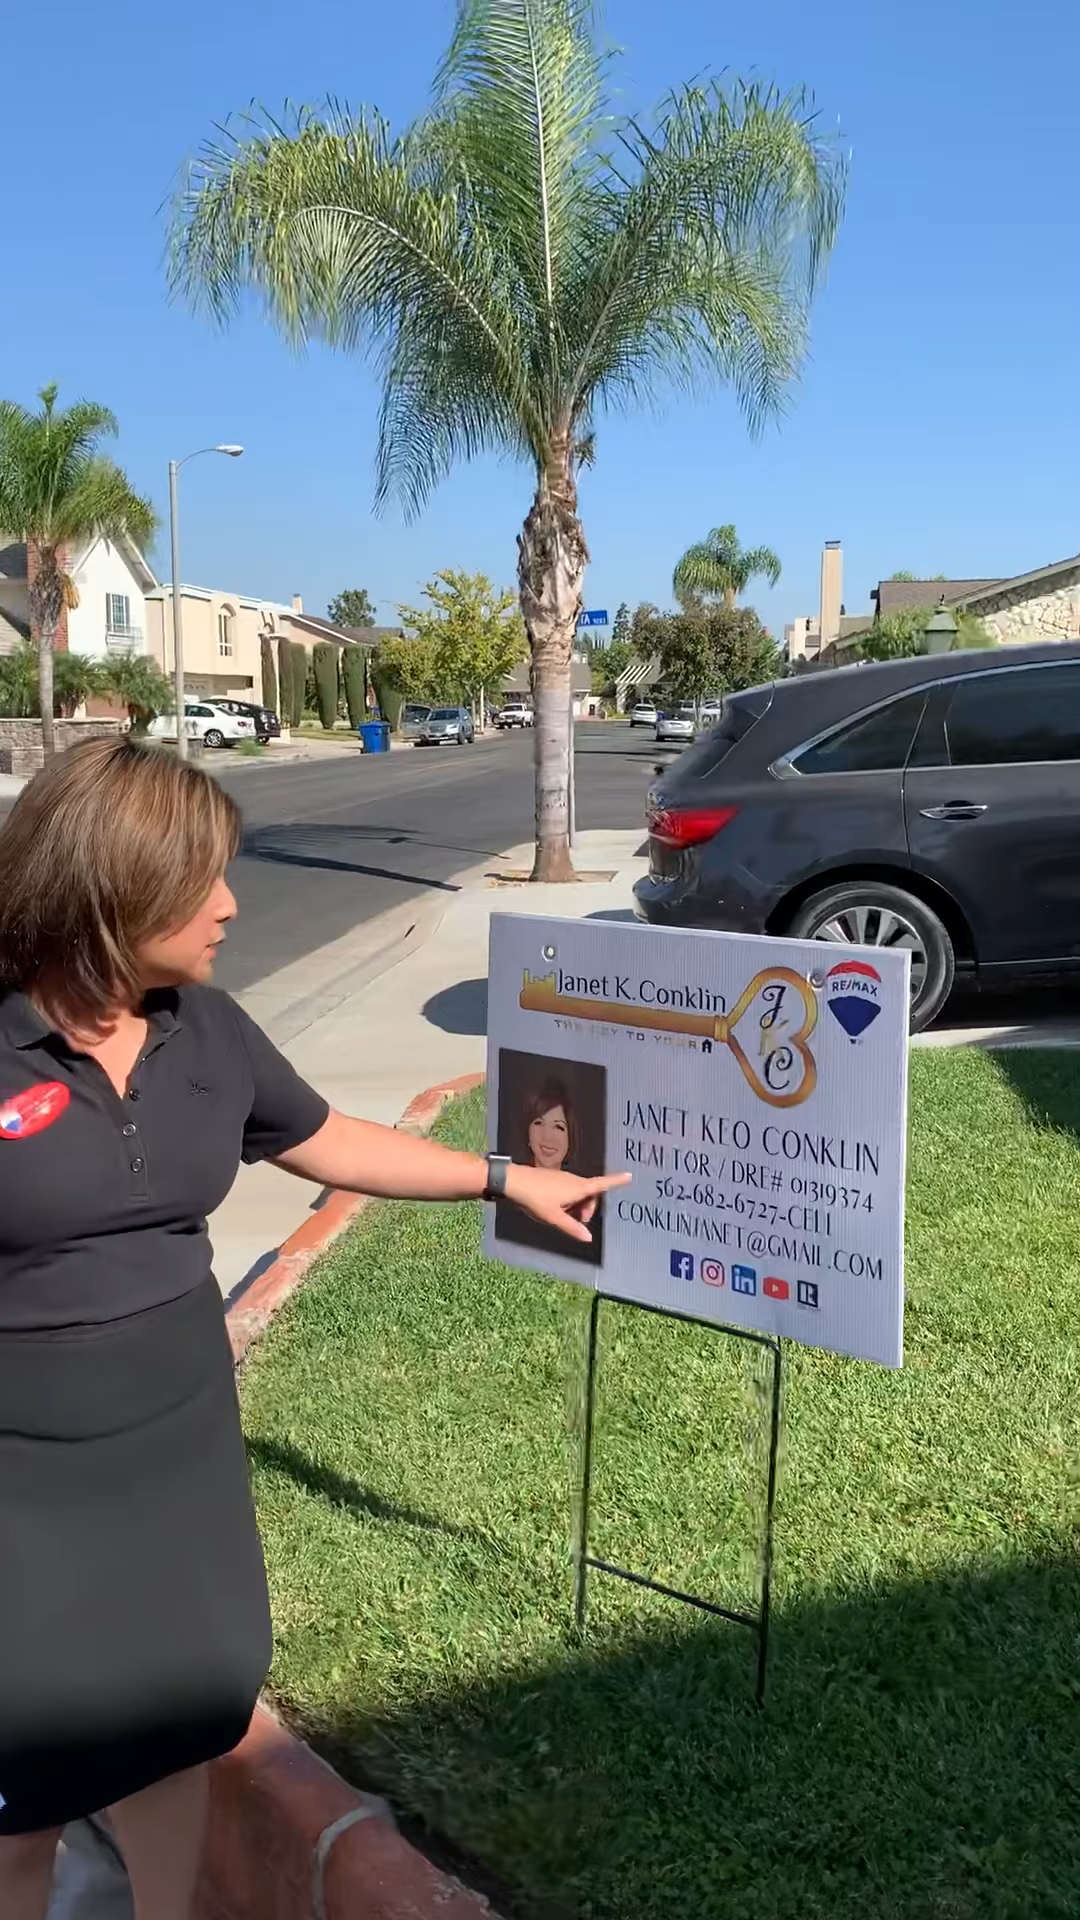 Janet K. Conklin
THE KEY TO YOUR
JKC
RE/MAX
JANET KEO CONKLIN
REALTOR / DRE# 01319374
562-682-6727-CELL
CONKLINJANET@GMAIL.COM